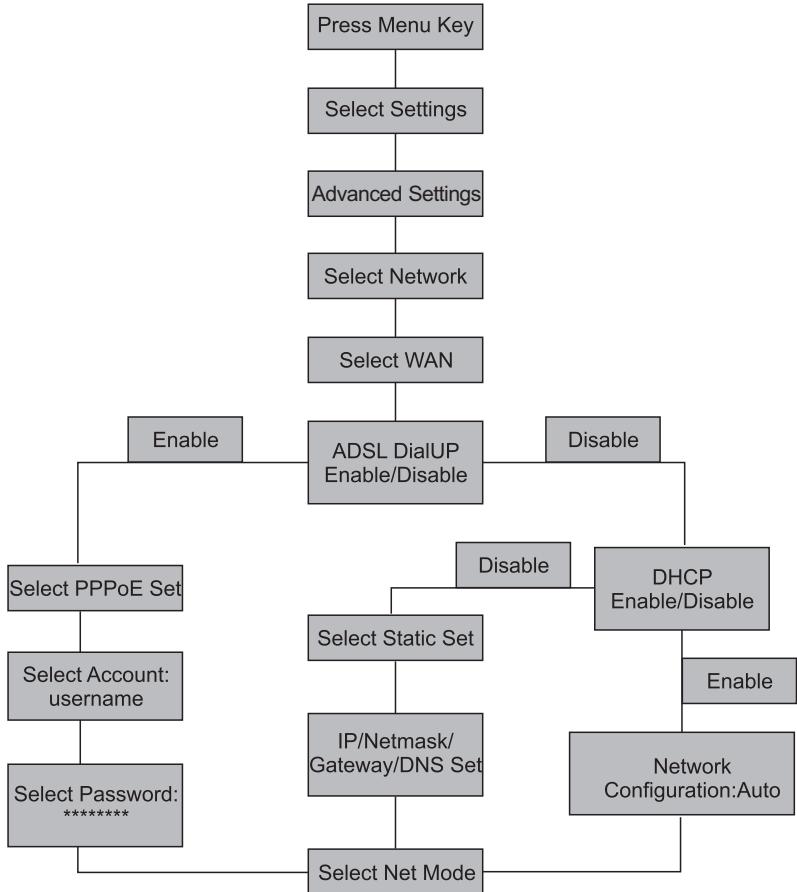 Press Menu Key
Select Settings
Advanced Settings
Select Network
Select WAN
Enable
ADSL DialUP
Enable/Disable
Disable
Select PPPoE Set
Select Account:
username
Select Password:
********
Disable
Select Static Set
IP/Netmask/
Gateway/DNS Set
DHCP
Enable/Disable
Enable
Network
Configuration:Auto
Select Net Mode